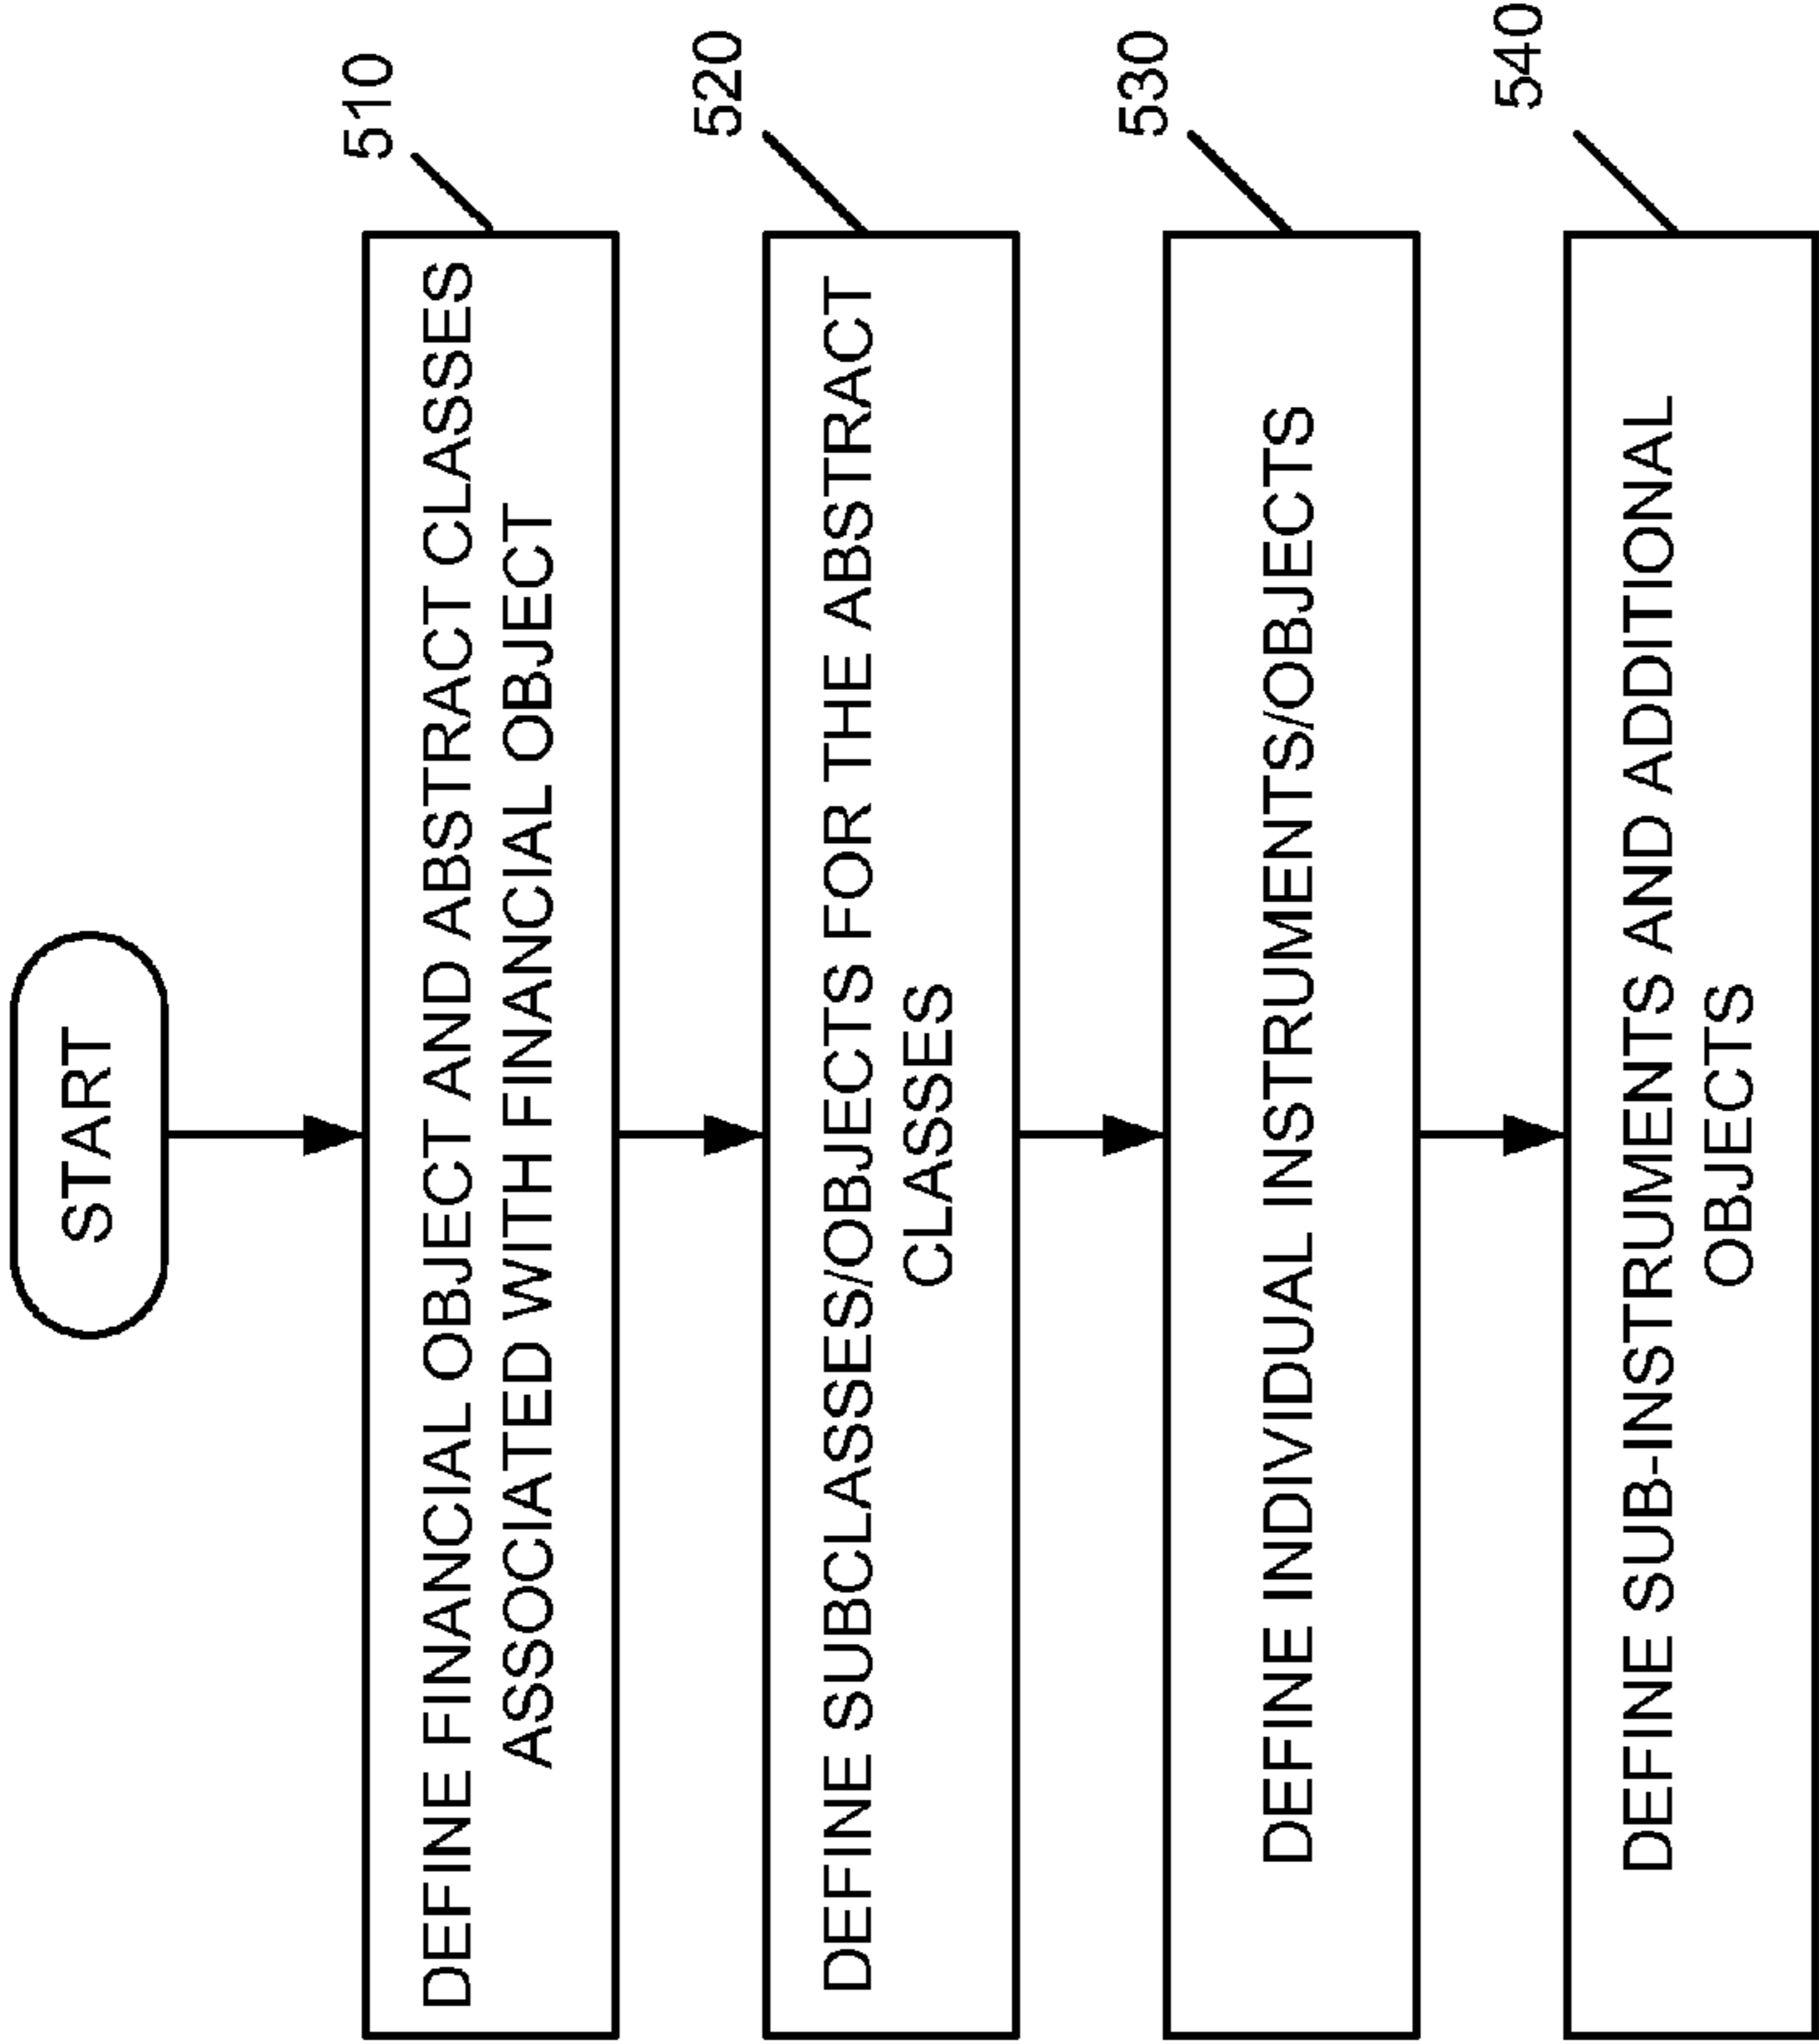 START
510
DEFINE FINANCIAL OBJECT AND ABSTRACT CLASSES
ASSOCIATED WITH FINANCIAL OBJECT
520
DEFINE SUBCLASSES/OBJECTS FOR THE ABSTRACT
CLASSES
530
DEFINE INDIVIDUAL INSTRUMENTS/OBJECTS
540
DEFINE SUB-INSTRUMENTS AND ADDITIONAL
OBJECTS